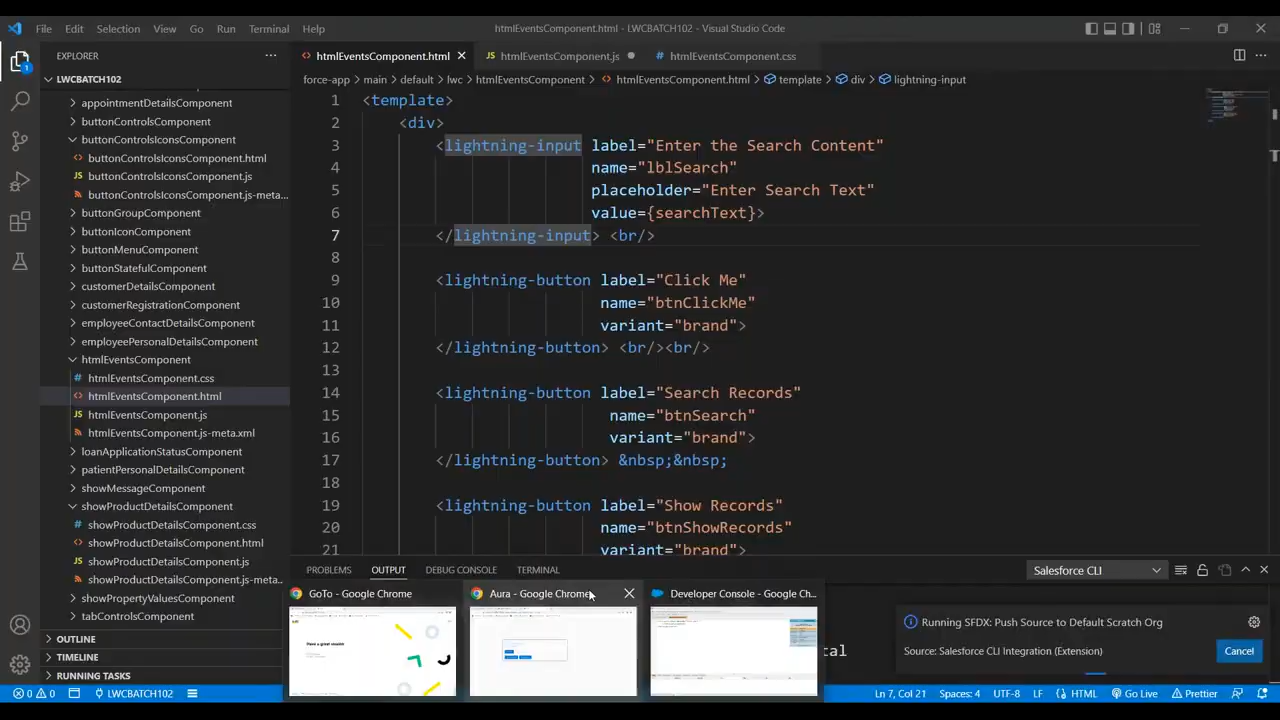 File Edit Selection View Go Run Terminal Help
htmlEventsComponent.html - LWCBATCH102 - Visual Studio Code
EXPLORER
LWCBATCH102
appointmentDetailsComponent
buttonControlsComponent
buttonControlsIconsComponent
buttonControlsIconsComponent.html
buttonControlsIconsComponent.js
buttonControlsIconsComponent.js-meta...
buttonGroupComponent
buttonIconComponent
buttonMenuComponent
buttonStatefulComponent
customerDetailsComponent
customerRegistrationComponent
employeeContactDetailsComponent
employeePersonalDetailsComponent
htmlEventsComponent
htmlEventsComponent.css
htmlEventsComponent.html
htmlEventsComponent.js
htmlEventsComponent.js-meta.xml
loanApplicationStatusComponent
patientPersonalDetailsComponent
showMessageComponent
showProductDetailsComponent
showProductDetailsComponent.css
showProductDetailsComponent.html
showProductDetailsComponent.js
showProductDetailsComponent.js-meta...
showPropertyValuesComponent
tabControlsComponent
OUTLINE
TIMELINE
RUNNING TASKS
htmlEventsComponent.html JS htmlEventsComponent.js # htmlEventsComponent.css
force-app > main > default > lwc > htmlEventsComponent > htmlEventsComponent.html > template > div > lightning-input
1 <template>
2 <div>
3 <lightning-input label="Enter the Search Content"
4 name="lblSearch"
5 placeholder="Enter Search Text"
6 value={searchText}>
7 </lightning-input> <br/>
8
9 <lightning-button label="Click Me"
10 name="btnClickMe"
11 variant="brand">
12 </lightning-button> <br/><br/>
13
14 <lightning-button label="Search Records"
15 name="btnSearch"
16 variant="brand">
17 </lightning-button> &nbsp;&nbsp;
18
19 <lightning-button label="Show Records"
20 name="btnShowRecords"
21 variant="brand">
PROBLEMS OUTPUT DEBUG CONSOLE TERMINAL
Salesforce CLI
GoTo - Google Chrome
Aura - Google Chrome
Developer Console - Google Ch...
Have a great session!
Running SFDX: Push Source to Default Scratch Org
Source: Salesforce CLI Integration (Extension)
Cancel
0 0 LWCBATCH102
Ln 7, Col 21 Spaces: 4 UTF-8 LF HTML Go Live Prettier